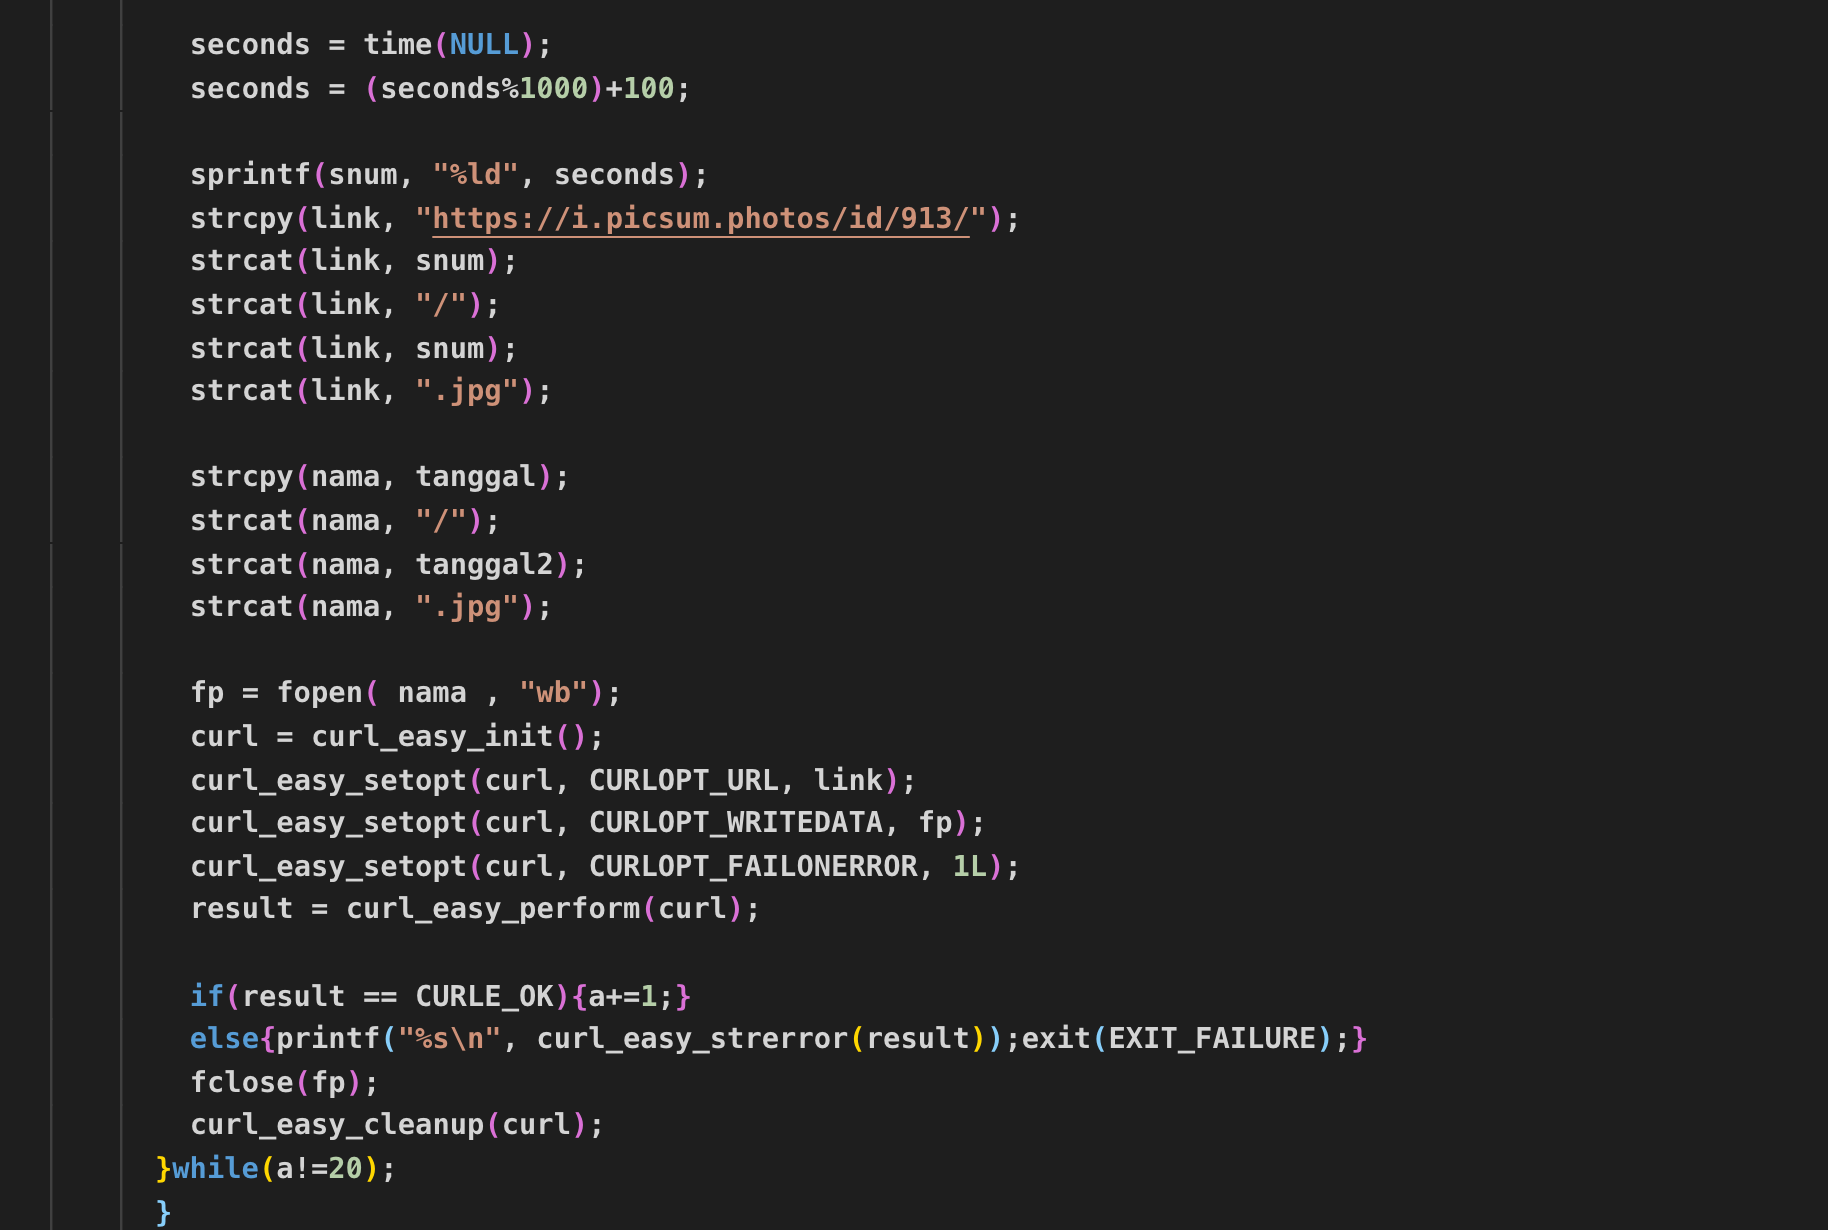 seconds = time(NULL);
seconds = (seconds%1000)+100;
sprintf(snum, "%ld", seconds);
strcpy(link, "https://i.picsum.photos/id/913/");
strcat(link, snum);
strcat(link, "/");
strcat(link, snum);
strcat(link, ".jpg");
strcpy(nama, tanggal);
strcat(nama, "/");
strcat(nama, tanggal2);
strcat(nama, ".jpg");
fp = fopen( nama , "wb");
curl = curl_easy_init();
curl_easy_setopt(curl, CURLOPT_URL, link);
curl_easy_setopt(curl, CURLOPT_WRITEDATA, fp);
curl_easy_setopt(curl, CURLOPT_FAILONERROR, 1L);
result = curl_easy_perform(curl);
if(result == CURLE_OK){a+=1;}
else{printf("%s\n", curl_easy_strerror(result));exit(EXIT_FAILURE);}
fclose(fp);
curl_easy_cleanup(curl);
}while(a!=20);
}